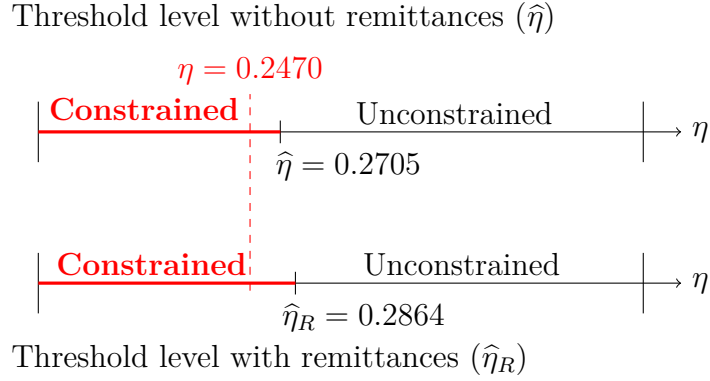 Threshold level without remittances (η̂)
η = 0.2470
Constrained Unconstrained η
η̂ = 0.2705
Constrained Unconstrained η
η̂_R = 0.2864
Threshold level with remittances (η̂_R)